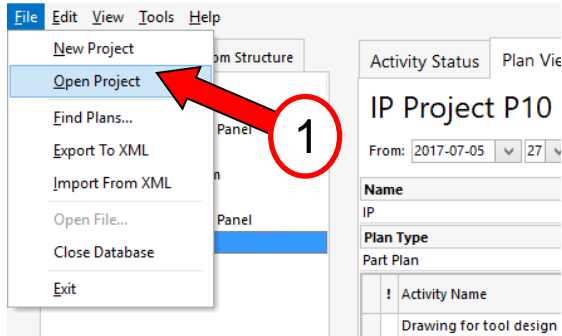 File Edit View Tools Help
New Project
om Structure
Activity Status Plan Vie
Open Project
IP Project P10
Find Plans...
Panel
1
Export To XML
From: 2017-07-05 27
Import From XML
n
Name
Open File...
Panel
IP
Plan Type
Close Database
Part Plan
Exit
! Activity Name
Drawing for tool design